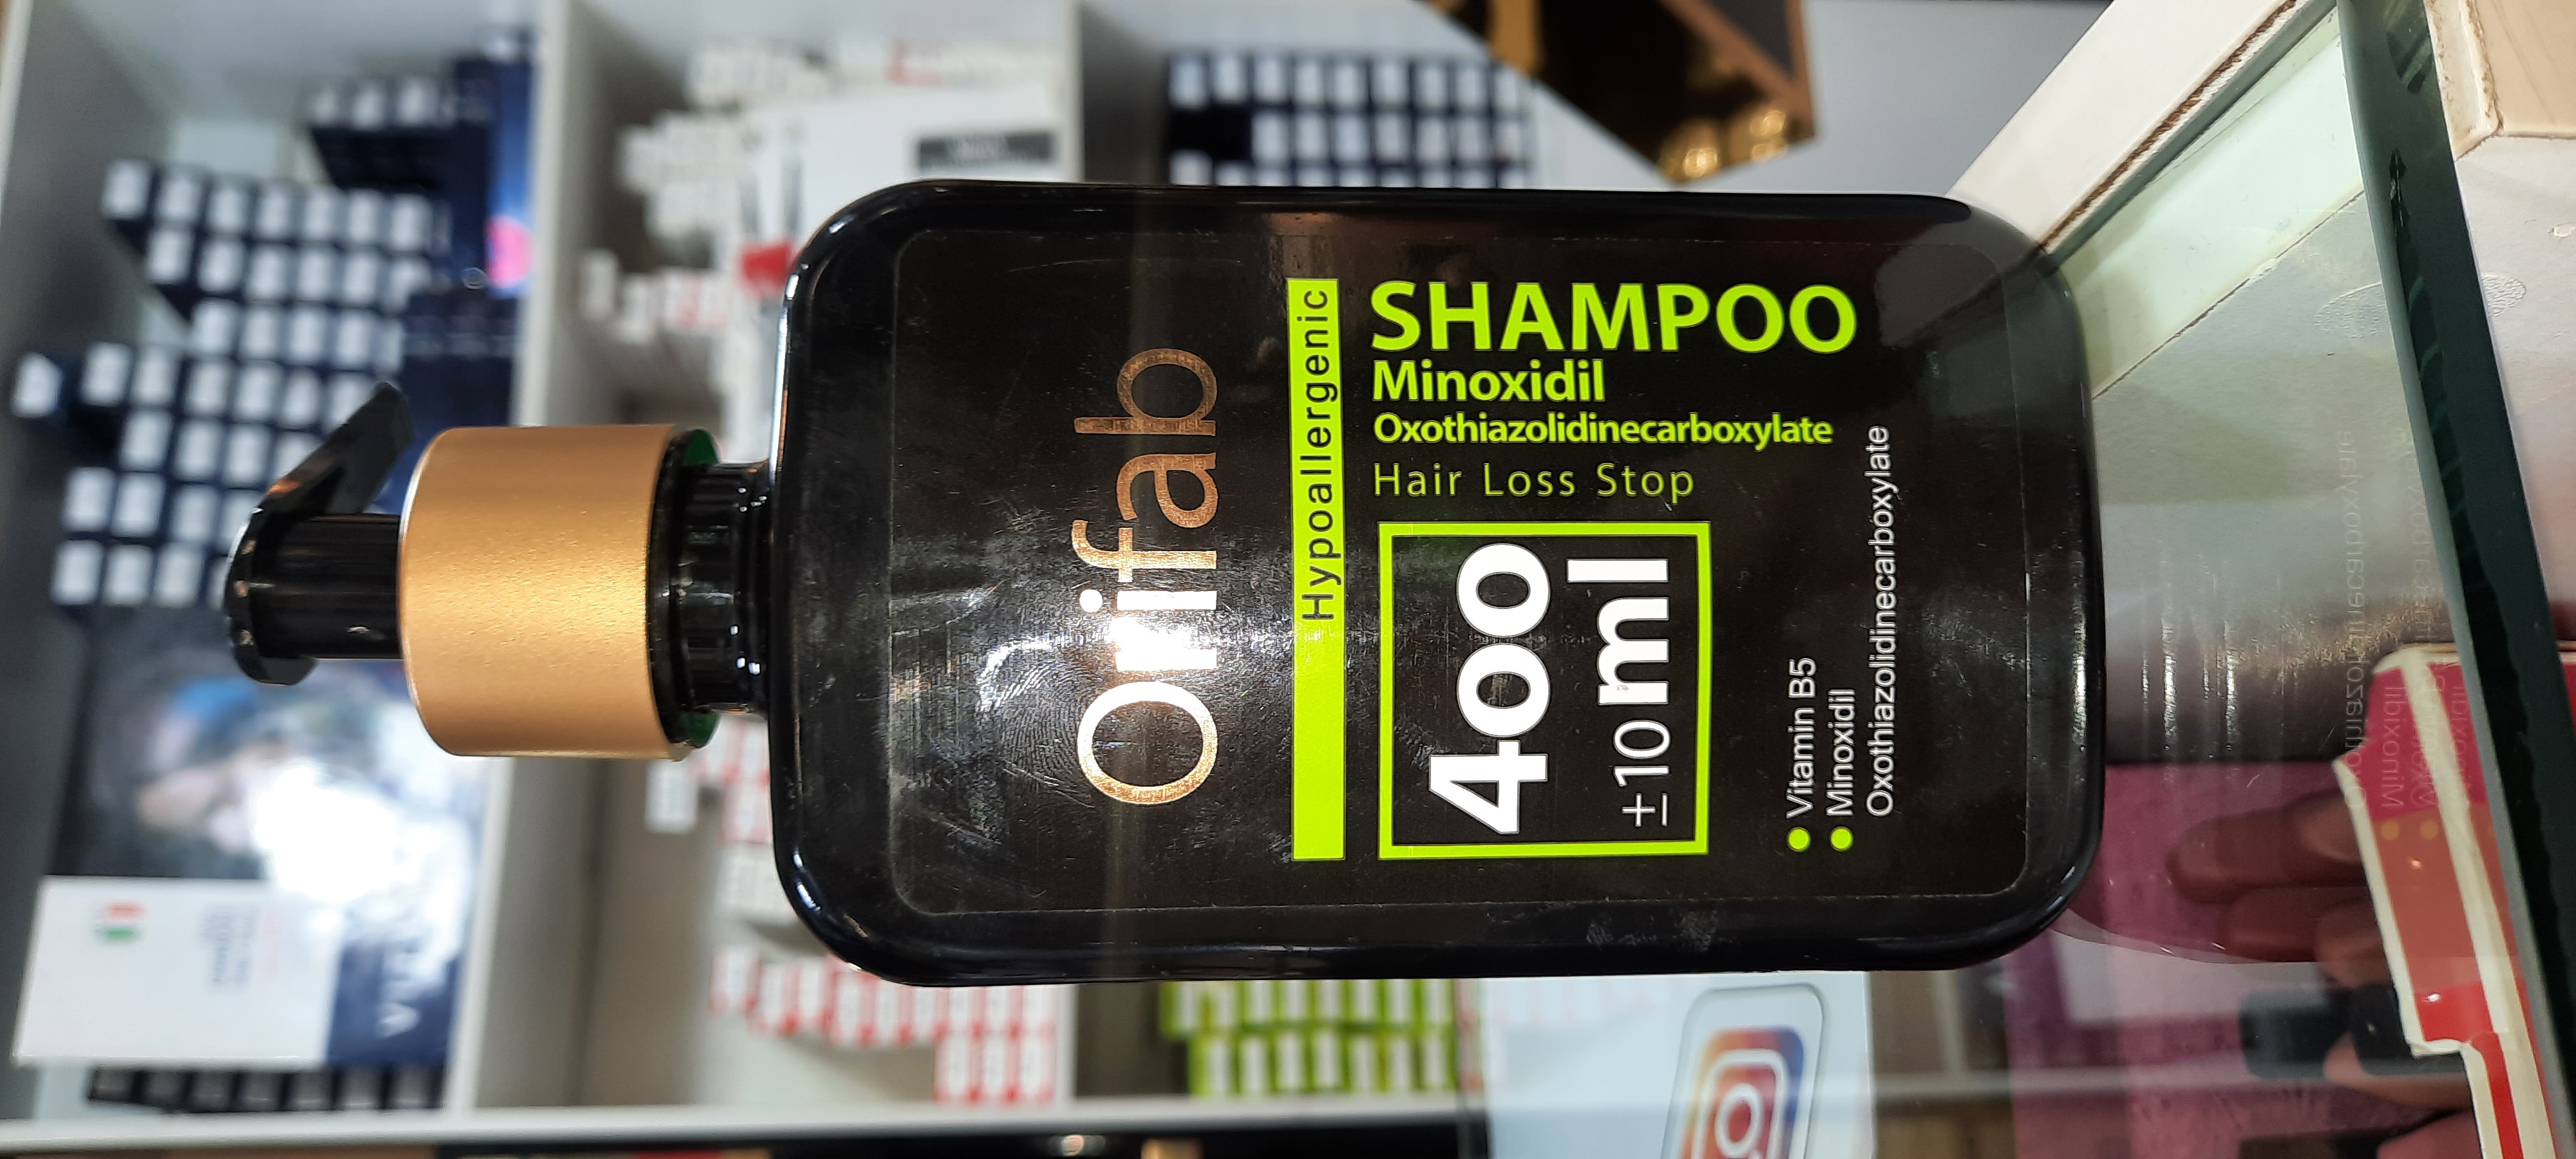 Orifab
Hypoallergenic
SHAMPOO
Minoxidil
Oxothiazolidinecarboxylate
Hair Loss Stop
400
±10 ml
Vitamin B5
Minoxidil
Oxothiazolidinecarboxylate